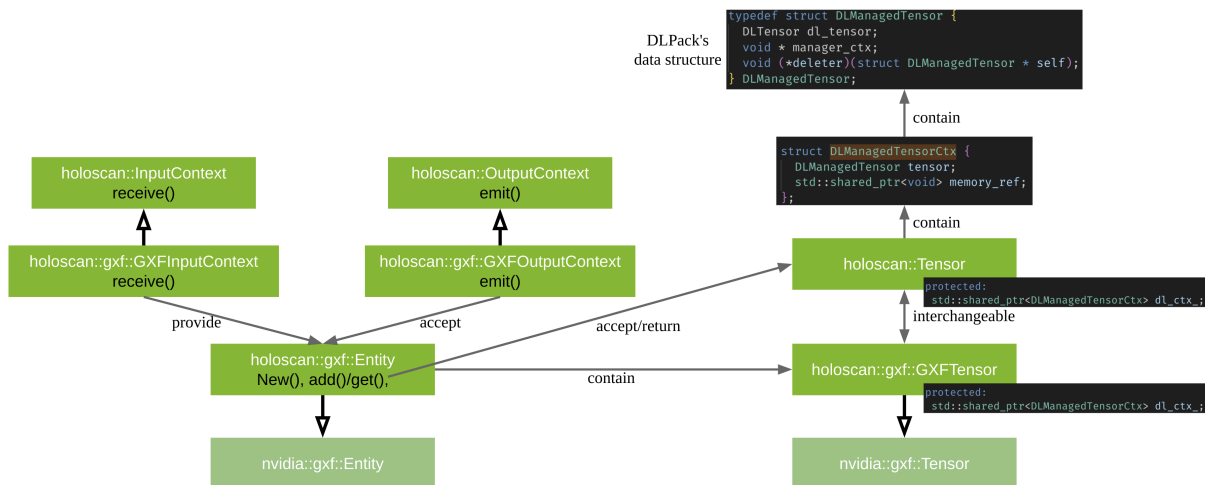 typedef struct DLManagedTensor {
DLTensor dl_tensor;
void * manager_ctx;
void (*deleter)(struct DLManagedTensor * self);
} DLManagedTensor;
DLPack's
data structure
contain
struct DLManagedTensorCtx {
DLManagedTensor tensor;
std::shared_ptr<void> memory_ref;
};
contain
holoscan::InputContext
receive()
holoscan::OutputContext
emit()
holoscan::gxf::GXFInputContext
receive()
holoscan::gxf::GXFOutputContext
emit()
holoscan::Tensor
protected:
std::shared_ptr<DLManagedTensorCtx> dl_ctx_;
provide
accept
accept/return
interchangeable
holoscan::gxf::Entity
New(), add()/get(),
contain
holoscan::gxf::GXFTensor
protected:
std::shared_ptr<DLManagedTensorCtx> dl_ctx_;
nvidia::gxf::Entity
nvidia::gxf::Tensor